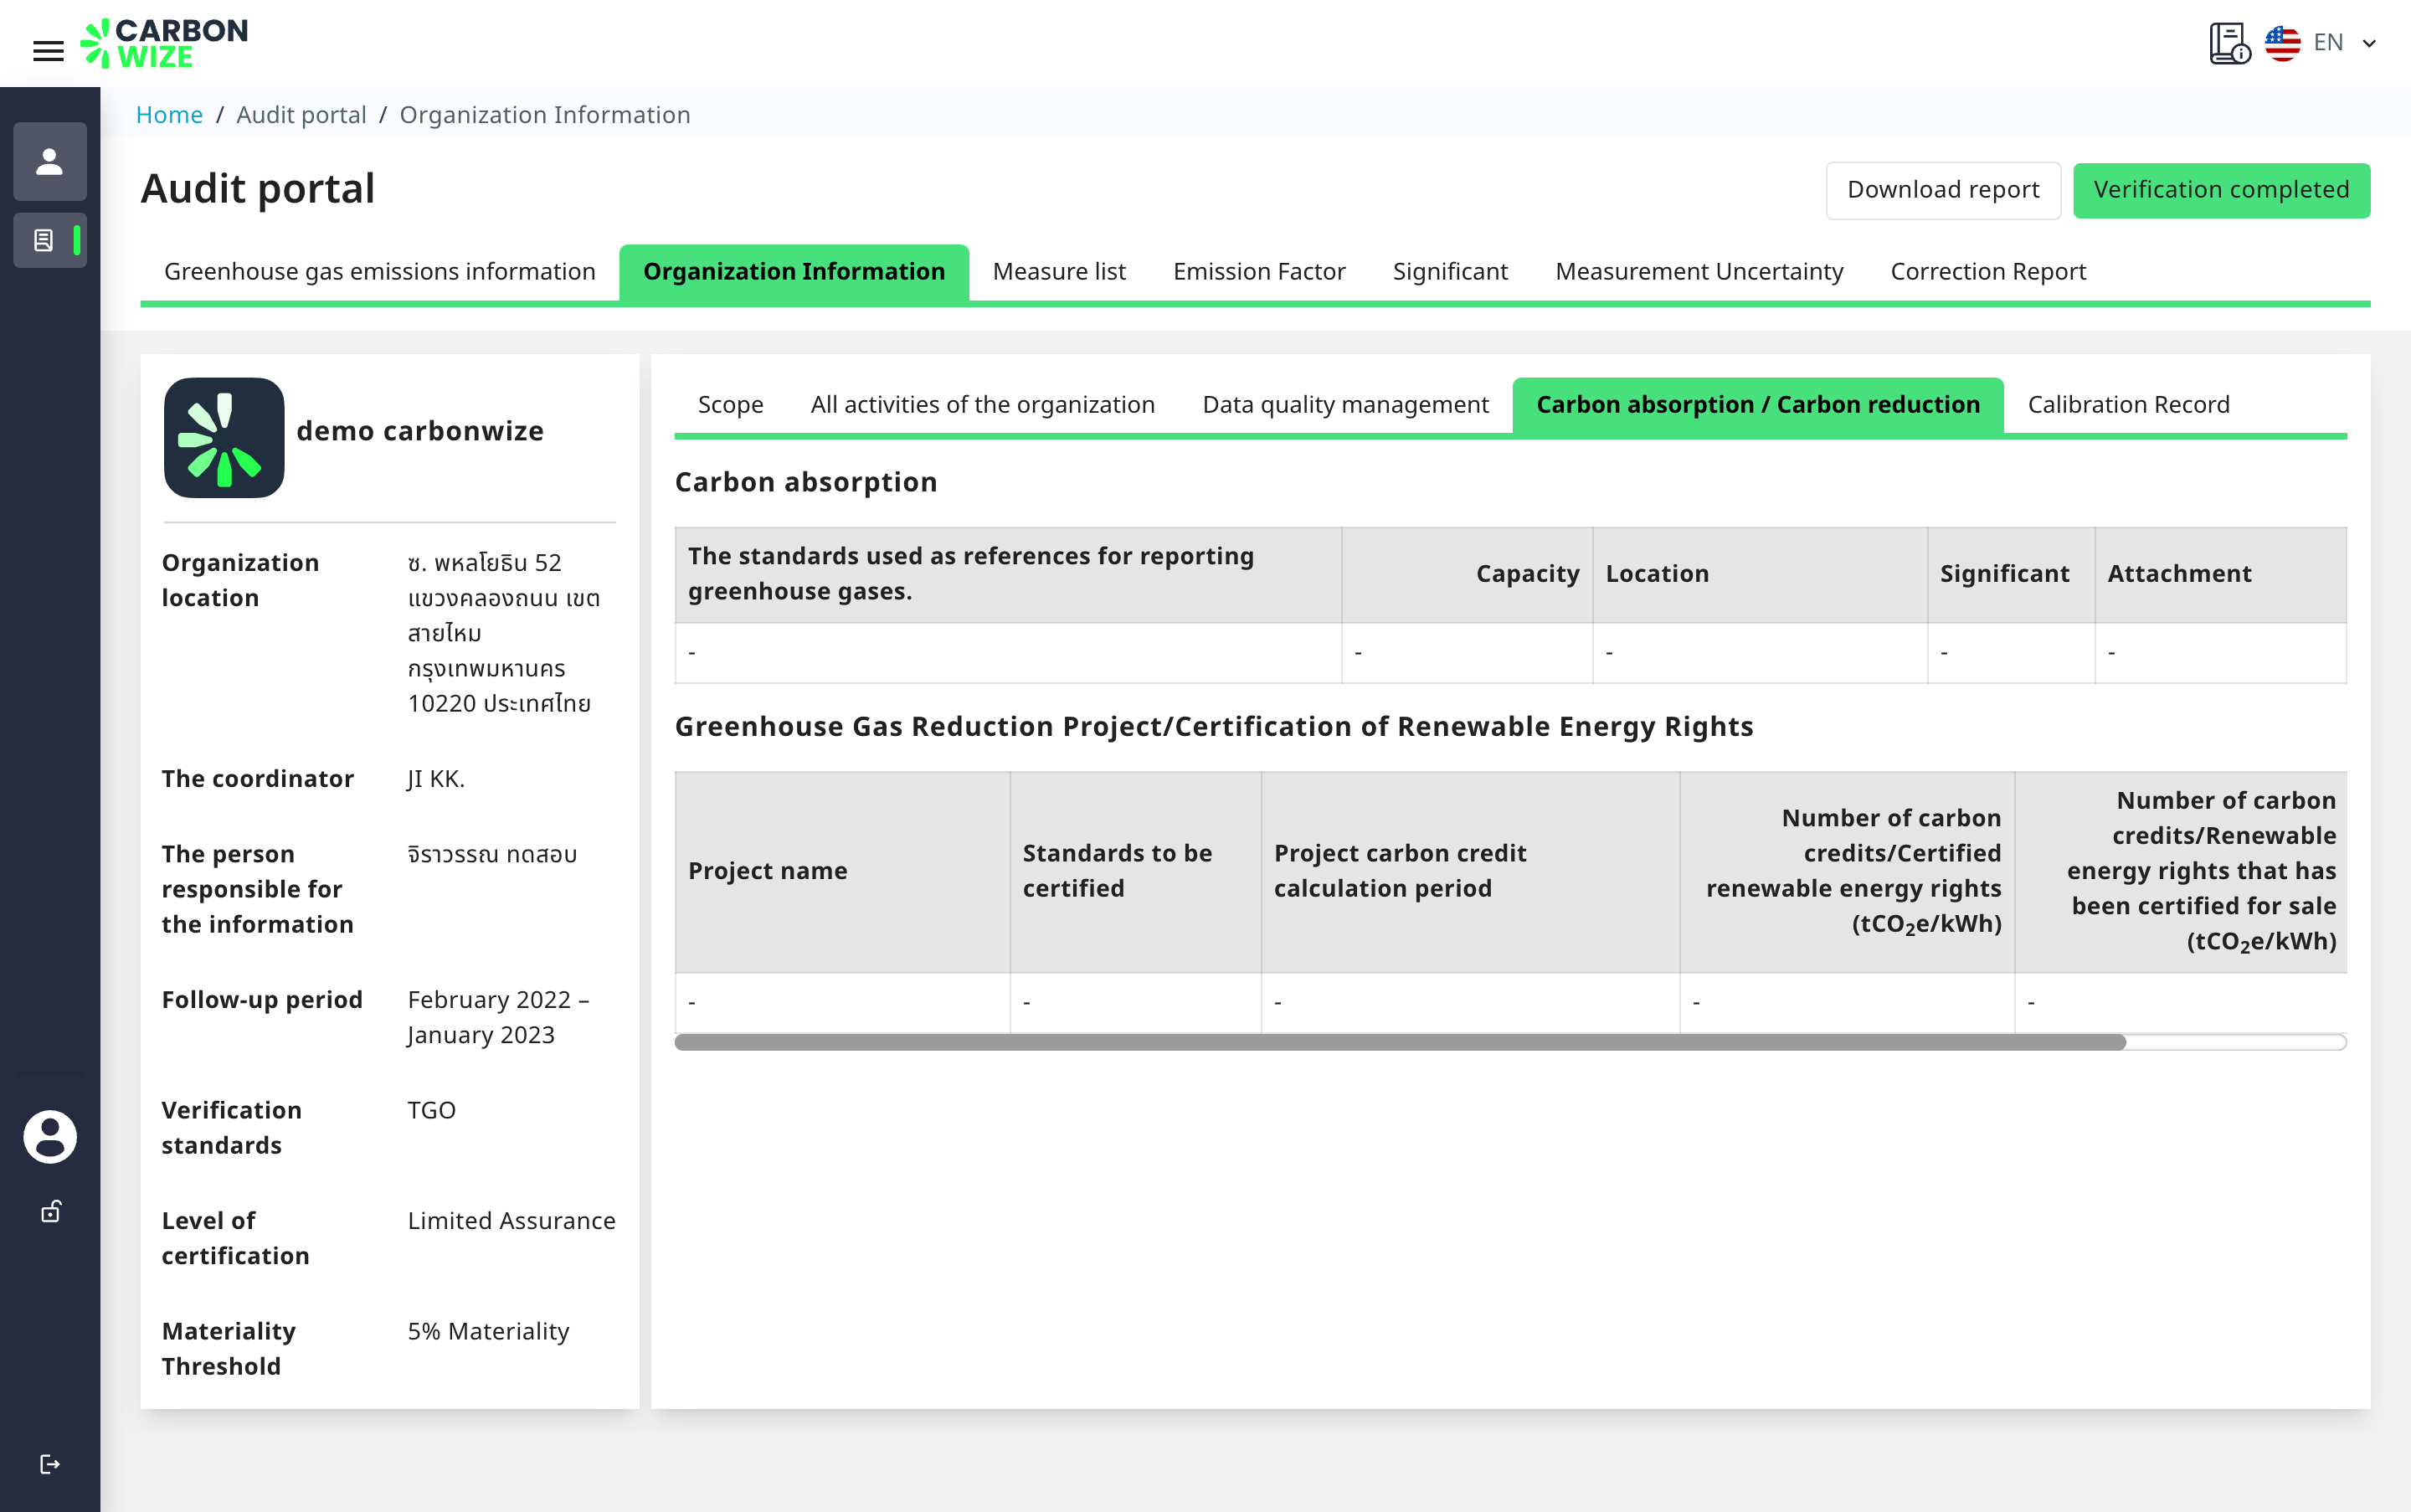 CARBON
WIZE
EN
Home / Audit portal / Organization Information
Audit portal
Download report
Verification completed
Greenhouse gas emissions information
Organization Information
Measure list
Emission Factor
Significant
Measurement Uncertainty
Correction Report
demo carbonwize
Organization
location
ซ. พหลโยธิน 52
แขวงคลองถนน เขต
สายไหม
กรุงเทพมหานคร
10220 ประเทศไทย
The coordinator
JI KK.
The person
responsible for
the information
จิราวรรณ ทดสอบ
Follow-up period
February 2022 –
January 2023
Verification
standards
TGO
Level of
certification
Limited Assurance
Materiality
Threshold
5% Materiality
Scope
All activities of the organization
Data quality management
Carbon absorption / Carbon reduction
Calibration Record
Carbon absorption
The standards used as references for reporting
greenhouse gases.
Capacity
Location
Significant
Attachment
-
-
-
-
-
Greenhouse Gas Reduction Project/Certification of Renewable Energy Rights
Project name
Standards to be
certified
Project carbon credit
calculation period
Number of carbon
credits/Certified
renewable energy rights
(tCO₂e/kWh)
Number of carbon
credits/Renewable
energy rights that has
been certified for sale
(tCO₂e/kWh)
-
-
-
-
-